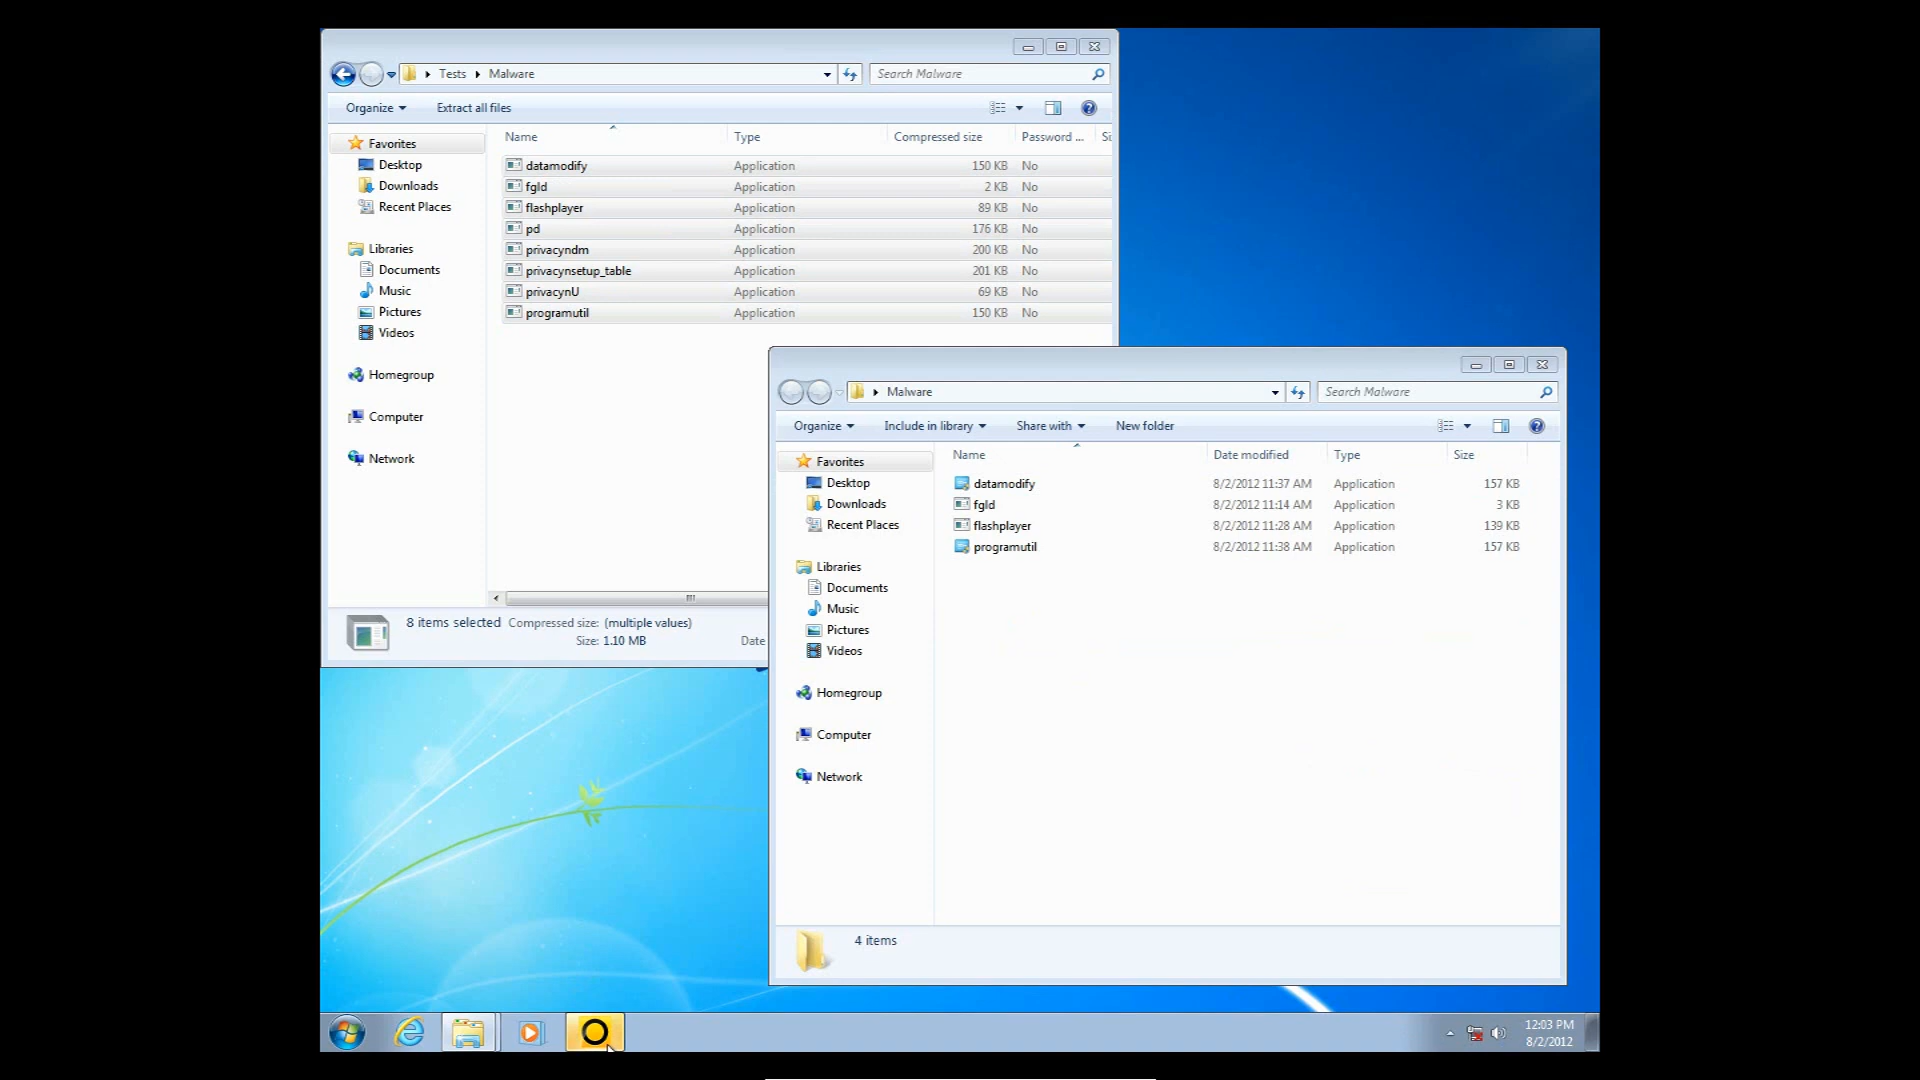 Tests Malware
Search Malware
Organize Extract all files
Name Type Compressed size Password ... Si
Favorites
Desktop
Downloads
Recent Places
Libraries
Documents
Music
Pictures
Videos
Homegroup
Computer
Network
datamodify Application 150 KB No
fgld Application 2 KB No
flashplayer Application 89 KB No
pd Application 176 KB No
privacyndm Application 200 KB No
privacynsetup_table Application 201 KB No
privacynU Application 69 KB No
programutil Application 150 KB No
8 items selected Compressed size: (multiple values)
Size: 1.10 MB Date
Malware
Search Malware
Organize Include in library Share with New folder
Name Date modified Type Size
Favorites
Desktop
Downloads
Recent Places
Libraries
Documents
Music
Pictures
Videos
Homegroup
Computer
Network
datamodify 8/2/2012 11:37 AM Application 157 KB
fgld 8/2/2012 11:14 AM Application 3 KB
flashplayer 8/2/2012 11:28 AM Application 139 KB
programutil 8/2/2012 11:38 AM Application 157 KB
4 items
12:03 PM
8/2/2012